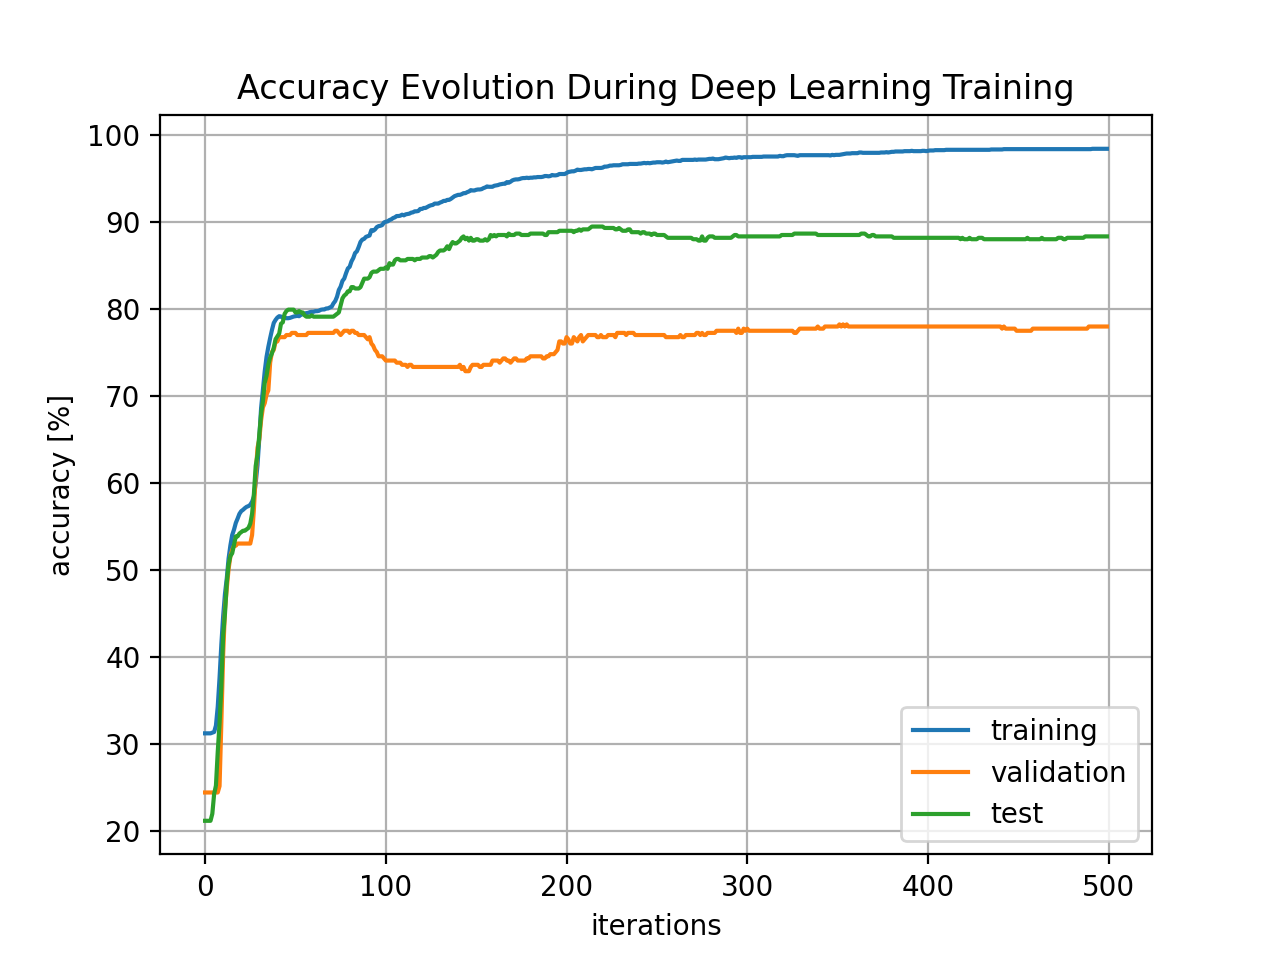 Accuracy Evolution During Deep Learning Training
100
90
80
70
60
50
40
30
20
accuracy [%]
training
validation
test
0 100 200 300 400 500
iterations